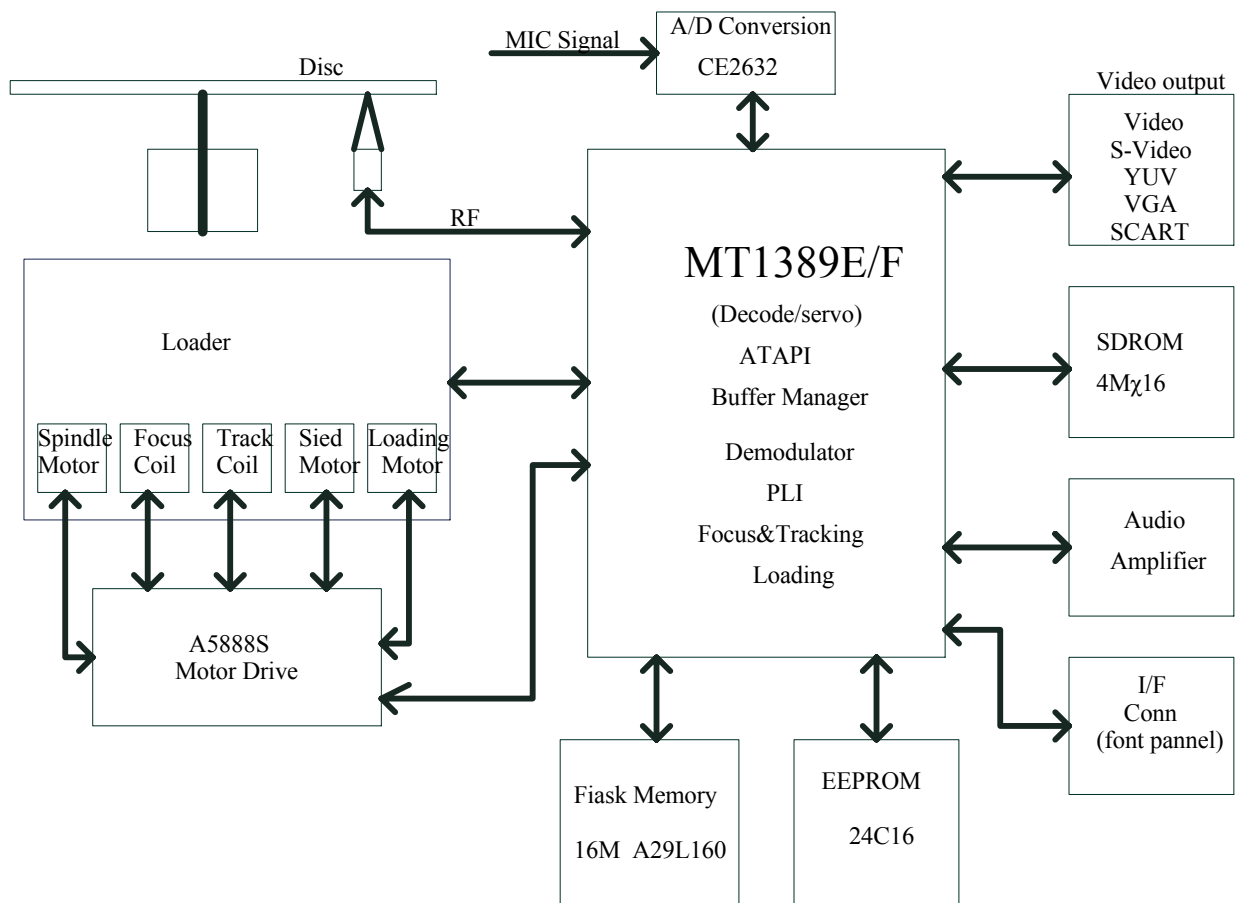 MIC Signal
A/D Conversion
CE2632
Disc
Video output
Video
S-Video
YUV
VGA
SCART
RF
MT1389E/F
(Decode/servo)
ATAPI
Buffer Manager
Demodulator
PLI
Focus&Tracking
Loading
Loader
Spindle
Motor
Focus
Coil
Track
Coil
Sied
Motor
Loading
Motor
SDROM
4Mχ16
Audio
Amplifier
A5888S
Motor Drive
I/F
Conn
(font pannel)
Fiask Memory
16M A29L160
EEPROM
24C16